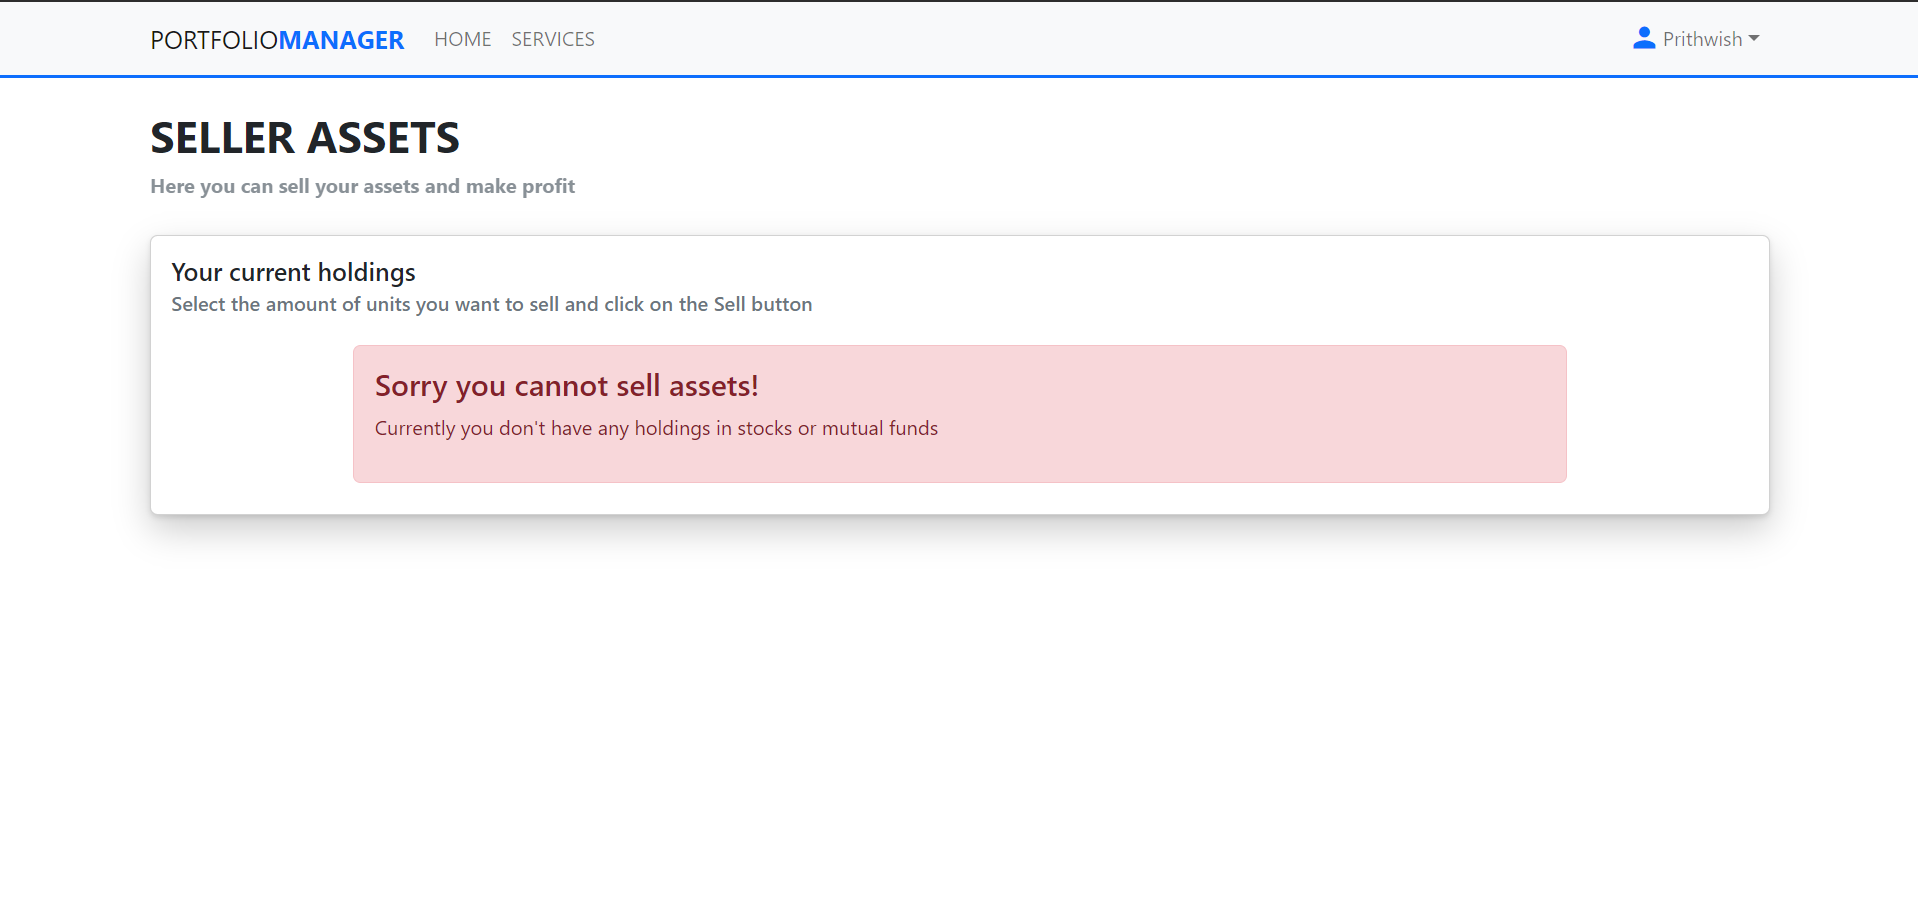 PORTFOLIOMANAGER HOME SERVICES Prithwish
SELLER ASSETS
Here you can sell your assets and make profit
Your current holdings
Select the amount of units you want to sell and click on the Sell button
Sorry you cannot sell assets!
Currently you don't have any holdings in stocks or mutual funds